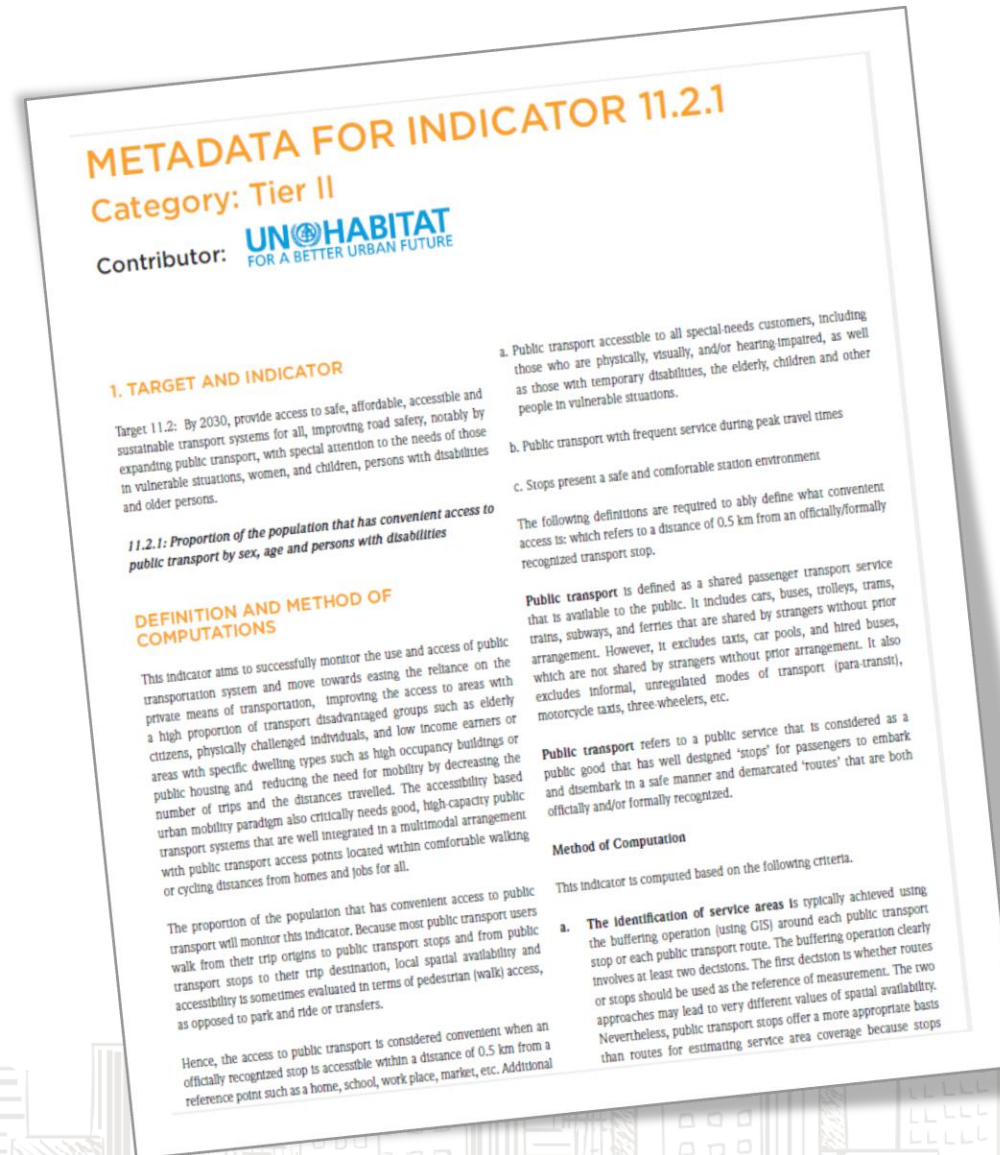 METADATA FOR INDICATOR 11.2.1
Category: Tier II
Contributor:
UN HABITAT
FOR A BETTER URBAN FUTURE
1. TARGET AND INDICATOR
Target 11.2: By 2030, provide access to safe, affordable, accessible and
sustainable transport systems for all, improving road safety, notably by
expanding public transport, with special attention to the needs of those
in vulnerable situations, women, and children, persons with disabilities
and older persons.
11.2.1: Proportion of the population that has convenient access to
public transport by sex, age and persons with disabilities
DEFINITION AND METHOD OF
COMPUTATIONS
This indicator aims to successfully monitor the use and access of public
transportation system and move towards easing the reliance on the
private means of transportation, improving the access to areas with
a high proportion of transport disadvantaged groups such as elderly
citizens, physically challenged individuals, and low income earners or
areas with specific dwelling types such as high occupancy buildings or
public housing and reducing the need for mobility by decreasing the
number of trips and the distances travelled. The accessibility based
urban mobility paradigm also critically needs good, high-capacity public
transport systems that are well integrated in a multimodal arrangement
with public transport access points located within comfortable walking
or cycling distances from homes and jobs for all.
The proportion of the population that has convenient access to public
transport will monitor this indicator. Because most public transport users
walk from their trip origins to public transport stops and from public
transport stops to their trip destination, local spatial availability and
accessibility is sometimes evaluated in terms of pedestrian (walk) access,
as opposed to park and ride or transfers.
Hence, the access to public transport is considered convenient when an
officially recognized stop is accessible within a distance of 0.5 km from a
reference point such as a home, school, work place, market, etc. Additional
a. Public transport accessible to all special-needs customers, including
those who are physically, visually, and/or hearing-impaired, as well
as those with temporary disabilities, the elderly, children and other
people in vulnerable situations.
b. Public transport with frequent service during peak travel times
c. Stops present a safe and comfortable station environment
The following definitions are required to ably define what convenient
access is: which refers to a distance of 0.5 km from an officially/formally
recognized transport stop.
Public transport is defined as a shared passenger transport service
that is available to the public. It includes cars, buses, trolleys, trams,
trains, subways, and ferries that are shared by strangers without prior
arrangement. However, it excludes taxis, car pools, and hired buses,
which are not shared by strangers without prior arrangement. It also
excludes informal, unregulated modes of transport (para-transit),
motorcycle taxis, three-wheelers, etc.
Public transport refers to a public service that is considered as a
public good that has well designed ‘stops’ for passengers to embark
and disembark in a safe manner and demarcated ‘routes’ that are both
officially and/or formally recognized.
Method of Computation
This indicator is computed based on the following criteria.
a. The identification of service areas is typically achieved using
the buffering operation (using GIS) around each public transport
stop or each public transport route. The buffering operation clearly
involves at least two decisions. The first decision is whether routes
or stops should be used as the reference of measurement. The two
approaches may lead to very different values of spatial availability.
Nevertheless, public transport stops offer a more appropriate basis
than routes for estimating service area coverage because stops